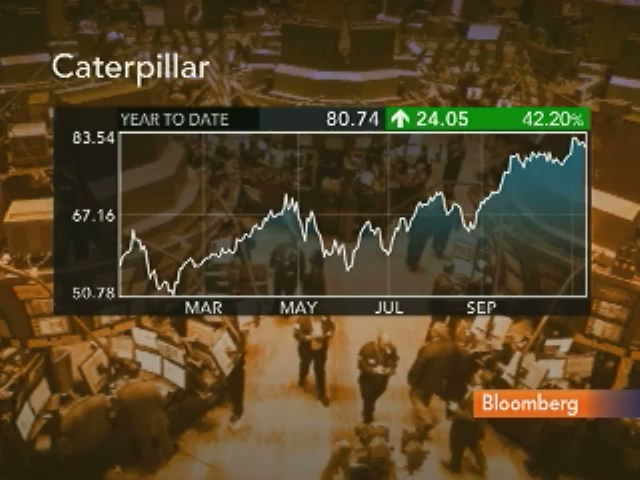 Caterpillar
YEAR TO DATE 80.74 24.05 42.20%
83.54
67.16
50.78
MAR MAY JUL SEP
Bloomberg